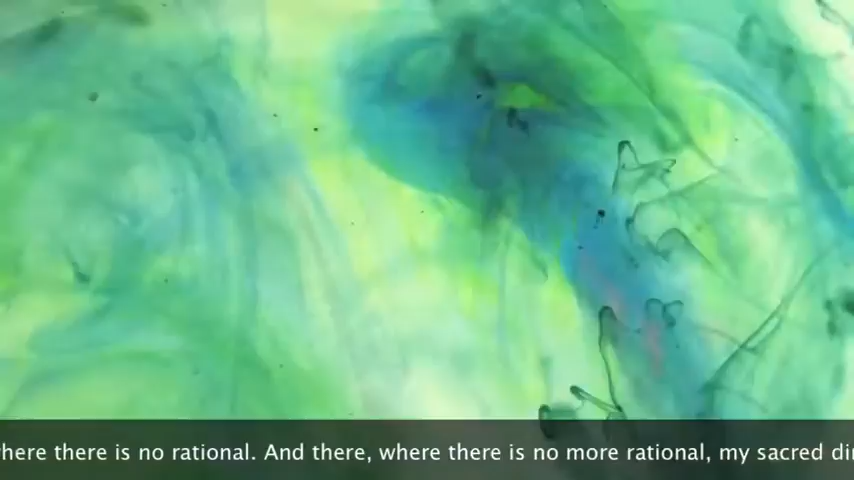 here there is no rational. And there, where there is no more rational, my sacred